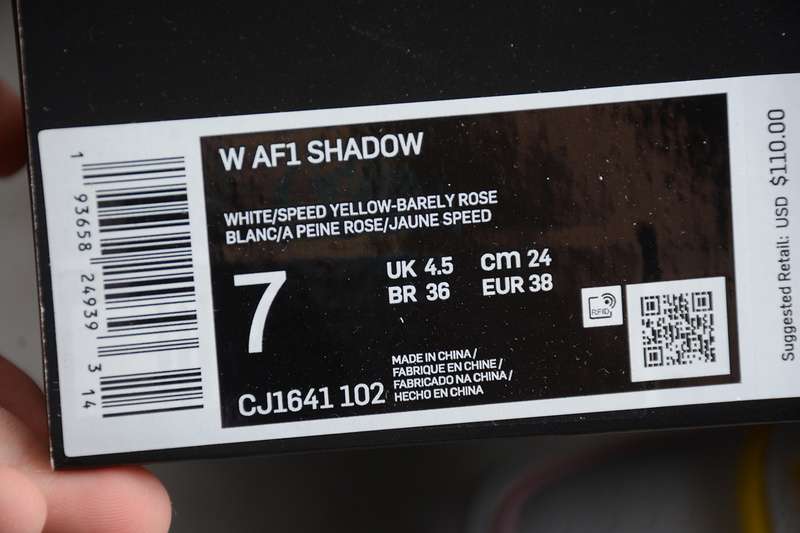 W AF1 SHADOW
WHITE/SPEED YELLOW-BARELY ROSE
BLANC/A PEINE ROSE/JAUNE SPEED
7
UK 4.5 cm 24
BR 36 EUR 38
RFID
CJ1641 102
MADE IN CHINA /
FABRIQUE EN CHINE /
FABRICADO NA CHINA /
HECHO EN CHINA
1 93658 24939 3 14
Suggested Retail: USD $110.00